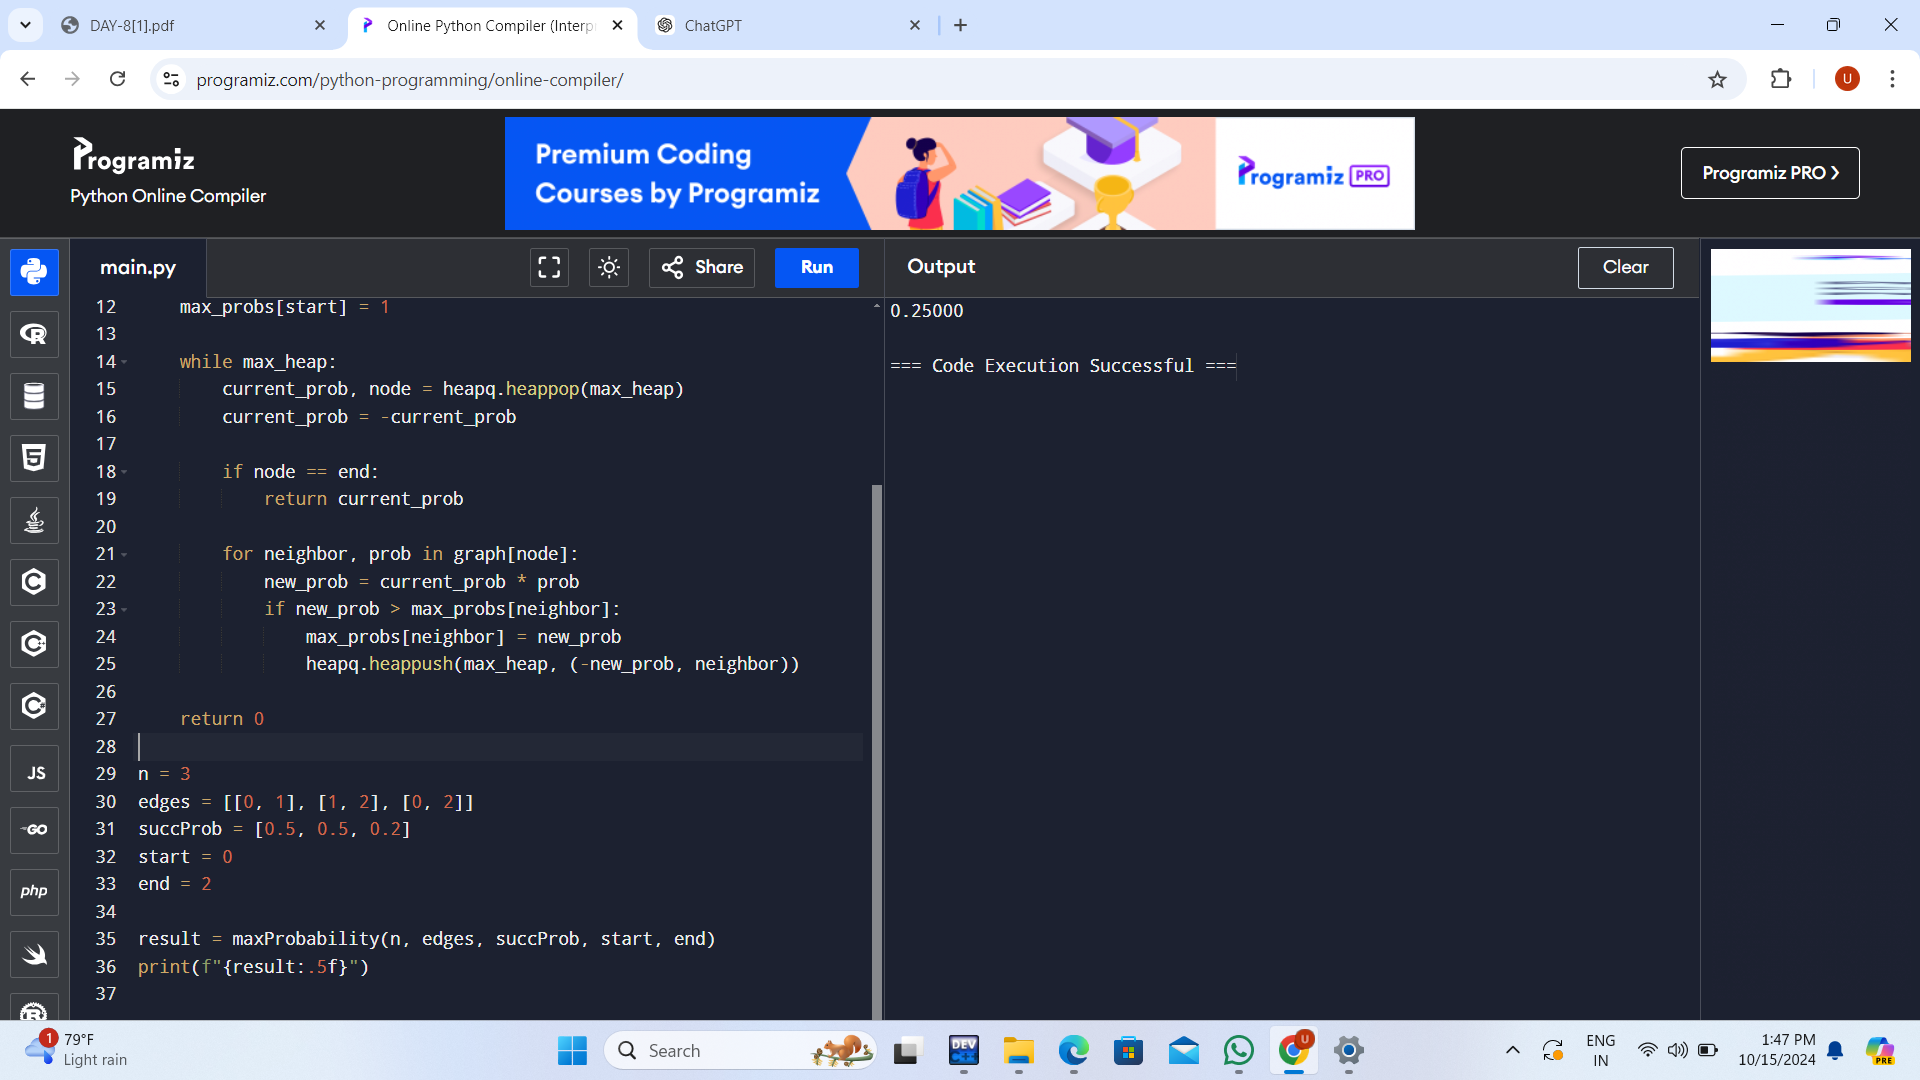 DAY-8[1].pdf
Online Python Compiler (Interp
ChatGPT
programiz.com/python-programming/online-compiler/
U
Programiz
Python Online Compiler
Premium Coding
Courses by Programiz
Programiz PRO
Programiz PRO
main.py
Share
Run
Output
Clear
12 max_probs[start] = 1
13
14 while max_heap:
15 current_prob, node = heapq.heappop(max_heap)
16 current_prob = -current_prob
17
18 if node == end:
19 return current_prob
20
21 for neighbor, prob in graph[node]:
22 new_prob = current_prob * prob
23 if new_prob > max_probs[neighbor]:
24 max_probs[neighbor] = new_prob
25 heapq.heappush(max_heap, (-new_prob, neighbor))
26
27 return 0
28
29 n = 3
30 edges = [[0, 1], [1, 2], [0, 2]]
31 succProb = [0.5, 0.5, 0.2]
32 start = 0
33 end = 2
34
35 result = maxProbability(n, edges, succProb, start, end)
36 print(f"{result:.5f}")
37
0.25000
=== Code Execution Successful ===
R
5
C
C
C
JS
GO
php
R
1
79°F
Light rain
Search
DEV
C++
U
ENG
IN
1:47 PM
10/15/2024
PRE